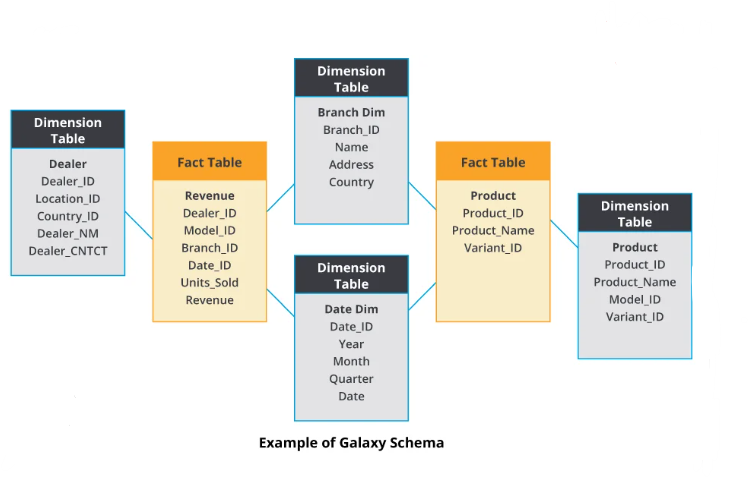 Dimension
Table
Dealer
Dealer_ID
Location_ID
Country_ID
Dealer_NM
Dealer_CNTCT
Fact Table
Revenue
Dealer_ID
Model_ID
Branch_ID
Date_ID
Units_Sold
Revenue
Dimension
Table
Branch Dim
Branch_ID
Name
Address
Country
Dimension
Table
Date Dim
Date_ID
Year
Month
Quarter
Date
Fact Table
Product
Product_ID
Product_Name
Variant_ID
Dimension
Table
Product
Product_ID
Product_Name
Model_ID
Variant_ID
Example of Galaxy Schema